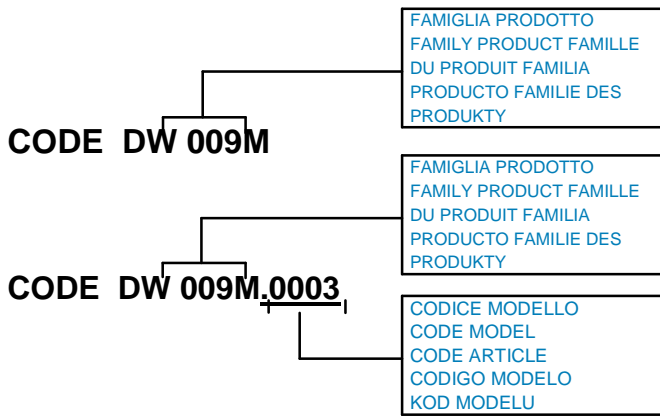 FAMIGLIA PRODOTTO
FAMILY PRODUCT FAMILLE
DU PRODUIT FAMILIA
PRODUCTO FAMILIE DES
PRODUKTY
CODE DW 009M
FAMIGLIA PRODOTTO
FAMILY PRODUCT FAMILLE
DU PRODUIT FAMILIA
PRODUCTO FAMILIE DES
PRODUKTY
CODE DW 009M.0003
CODICE MODELLO
CODE MODEL
CODE ARTICLE
CODIGO MODELO
KOD MODELU